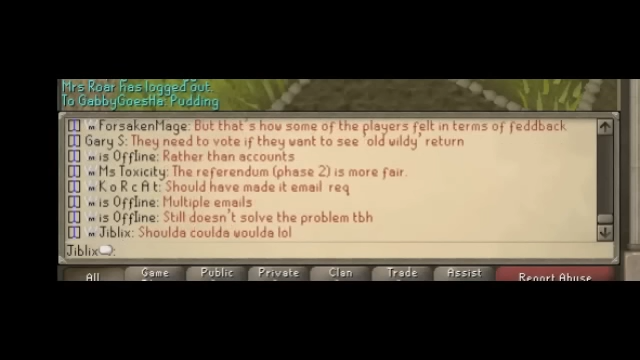 Mrs Roar has logged out.
To GabbyGoesHa: Pudding
ForsakenMage: But that's how some of the players felt in terms of feddback
Gary S: They need to vote if they want to see 'old wildy' return
is Offline: Rather than accounts
Ms Toxicity: The referendum (phase 2) is more fair.
K o R c A t: Should have made it email req
is Offline: Multiple emails
is Offline: Still doesn't solve the problem tbh
Jiblix: Shoulda coulda woulda lol
Jiblix:
All Game Public Private Clan Trade Assist Report Abuse